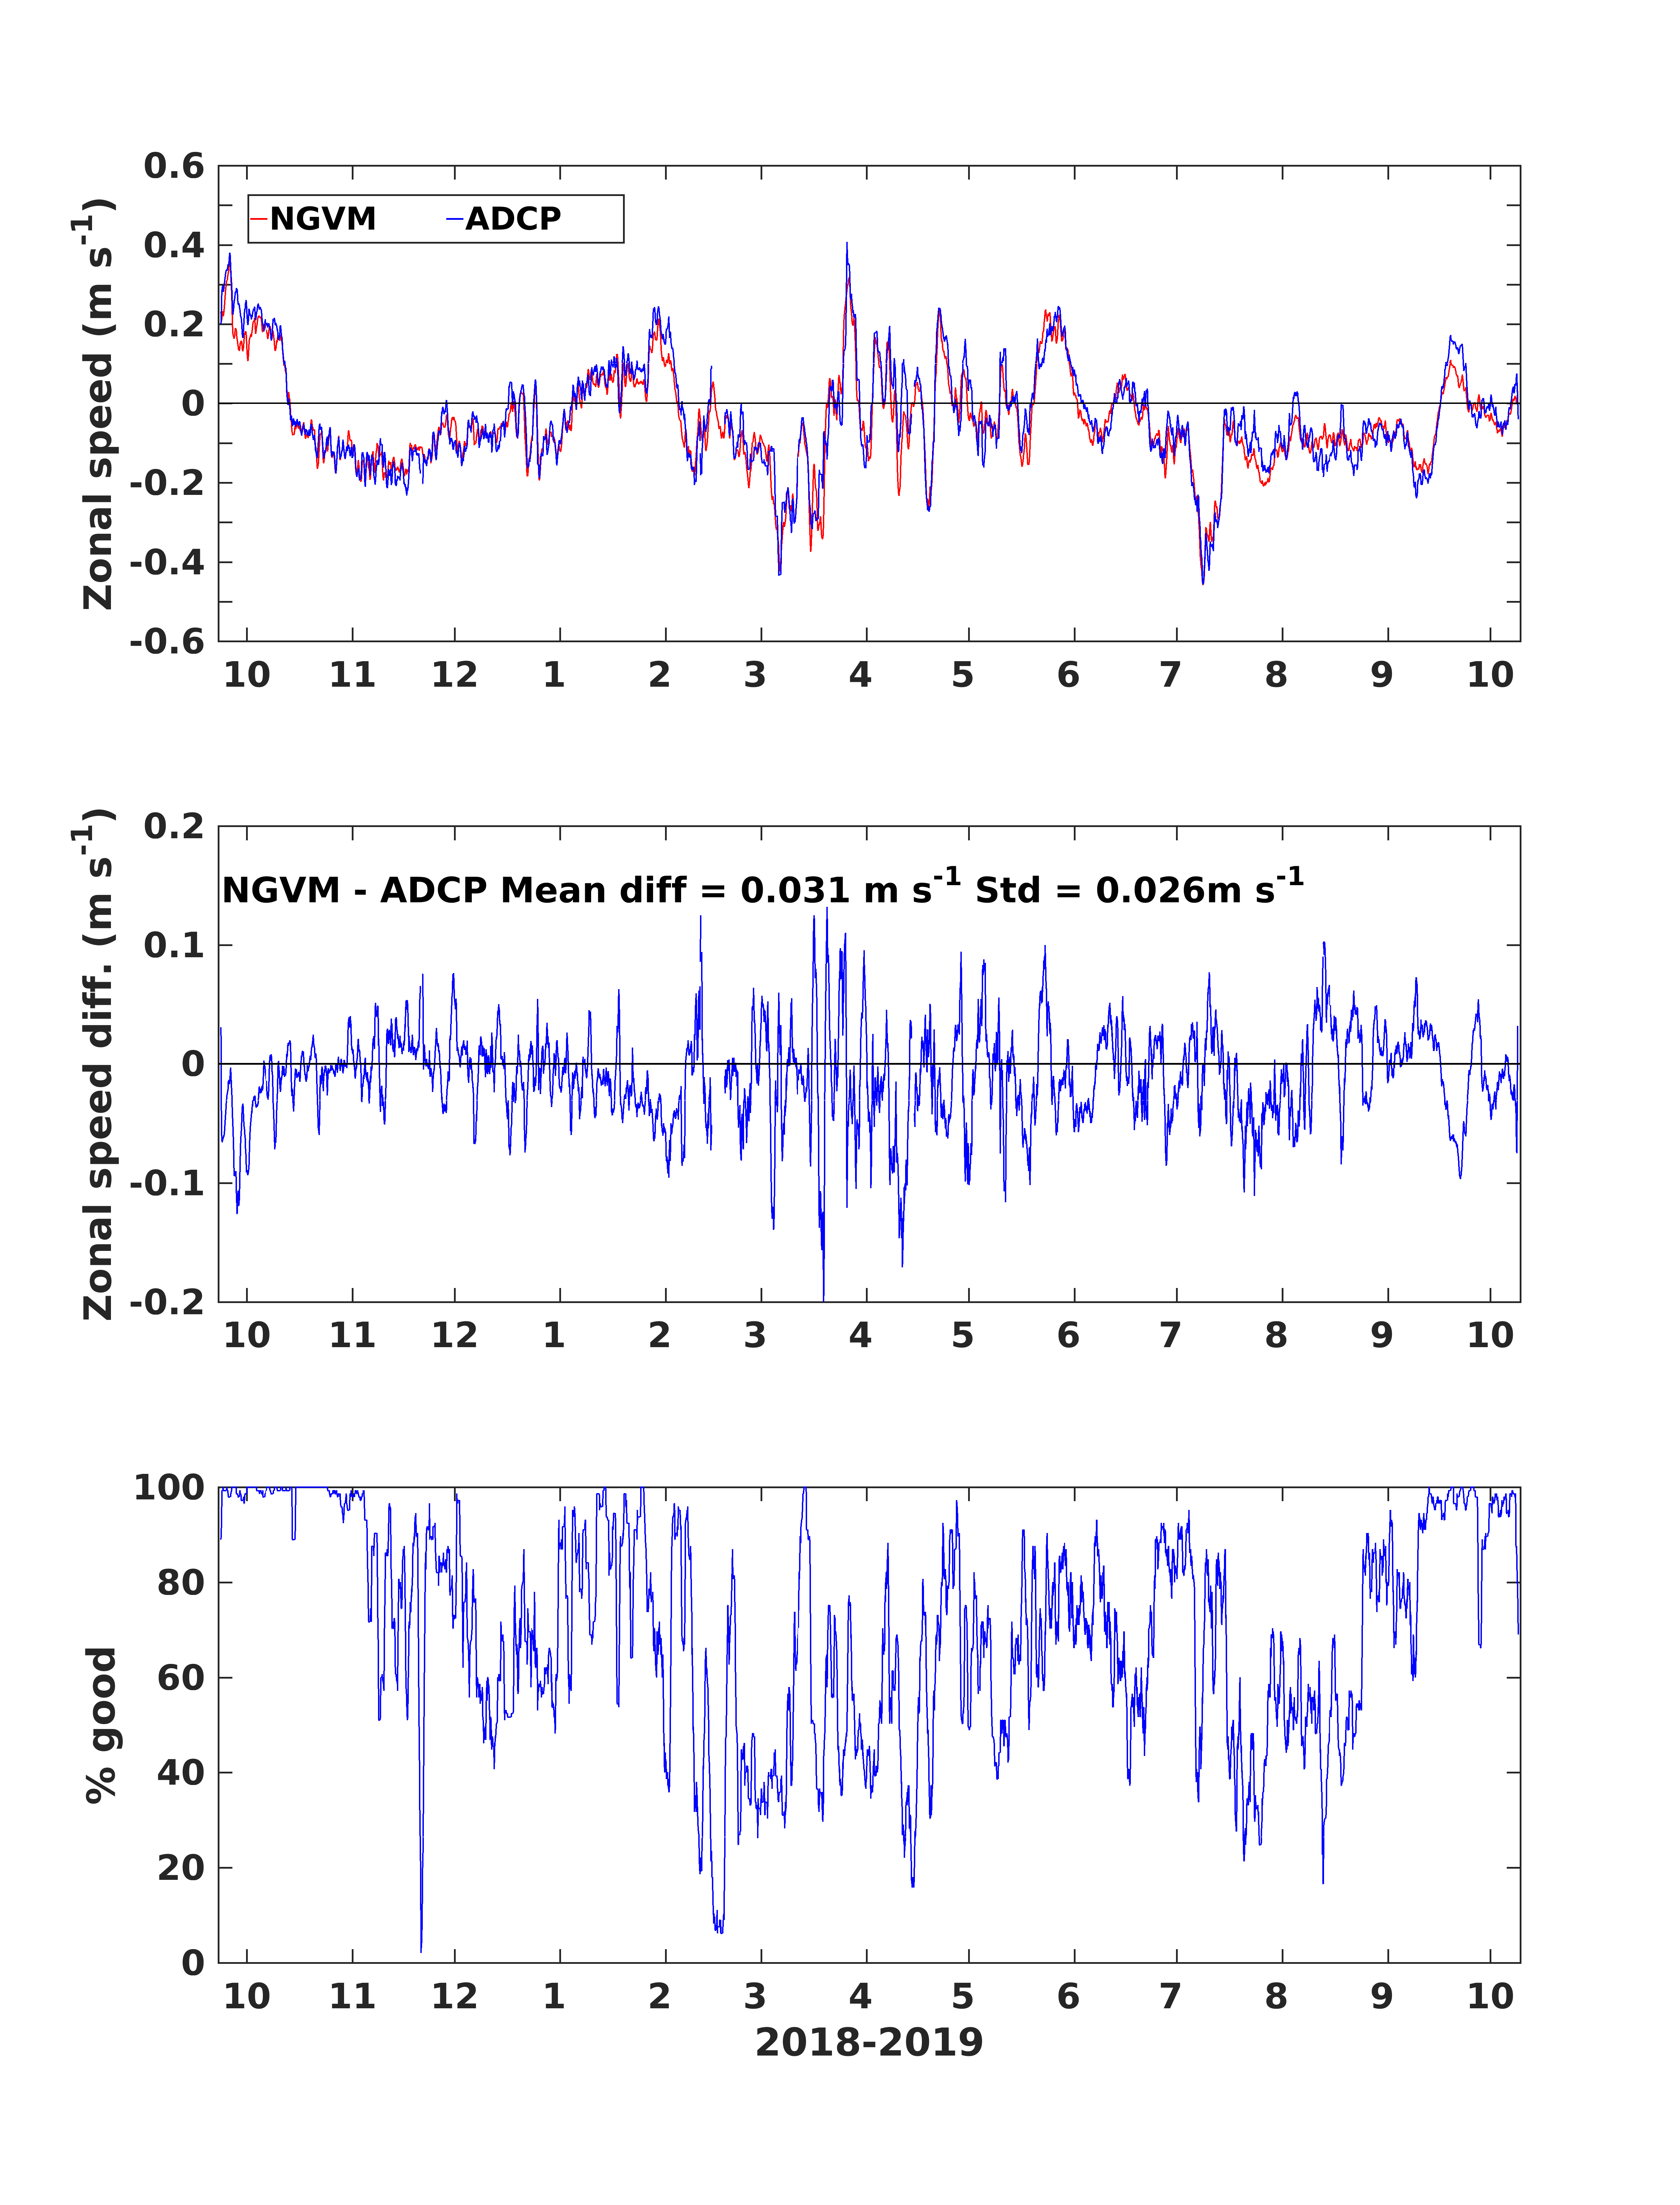 0.6
0.4
0.2
0
-0.2
-0.4
-0.6
Zonal speed (m s-1)
NGVM ADCP
10 11 12 1 2 3 4 5 6 7 8 9 10
0.2
0.1
0
-0.1
-0.2
Zonal speed diff. (m s-1)
NGVM - ADCP Mean diff = 0.031 m s-1 Std = 0.026m s-1
10 11 12 1 2 3 4 5 6 7 8 9 10
100
80
60
40
20
0
% good
10 11 12 1 2 3 4 5 6 7 8 9 10
2018-2019